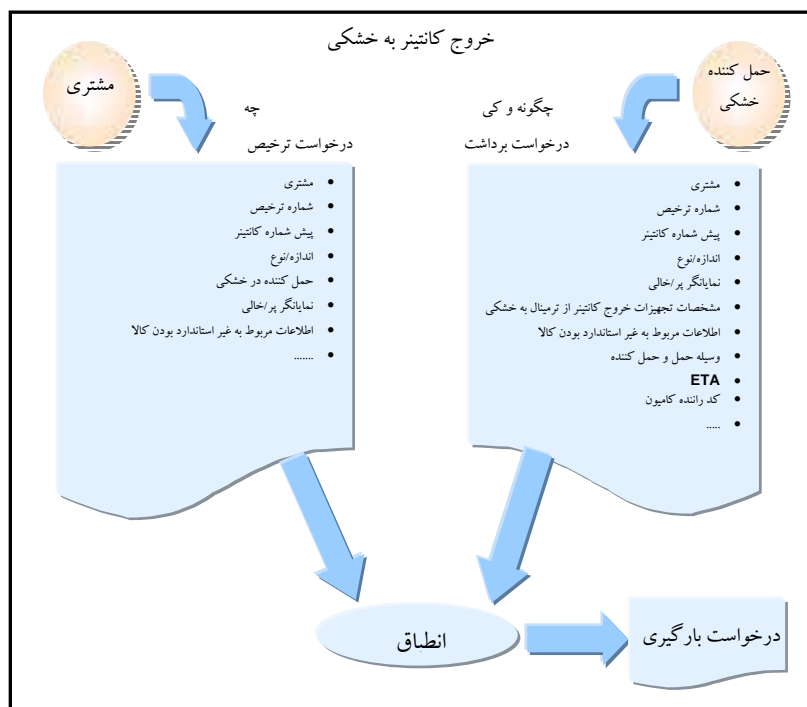 خروج کانتینر به خشکی
حمل کننده
خشکی
چگونه و کی
درخواست برداشت
• مشتری
• شماره ترخیص
• پیش شماره کانتینر
• اندازه/نوع
• نمایانگر پر/خالی
• مشخصات تجهیزات خروج کانتینر از ترمینال به خشکی
• اطلاعات مربوط به غیر استاندارد بودن کالا
• وسیله حمل و حمل کننده
• ETA
• کد راننده کامیون
• .....
مشتری
چه
درخواست ترخیص
• مشتری
• شماره ترخیص
• پیش شماره کانتینر
• اندازه/نوع
• حمل کننده در خشکی
• نمایانگر پر/خالی
• اطلاعات مربوط به غیر استاندارد بودن کالا
• .......
انطباق
درخواست بارگیری